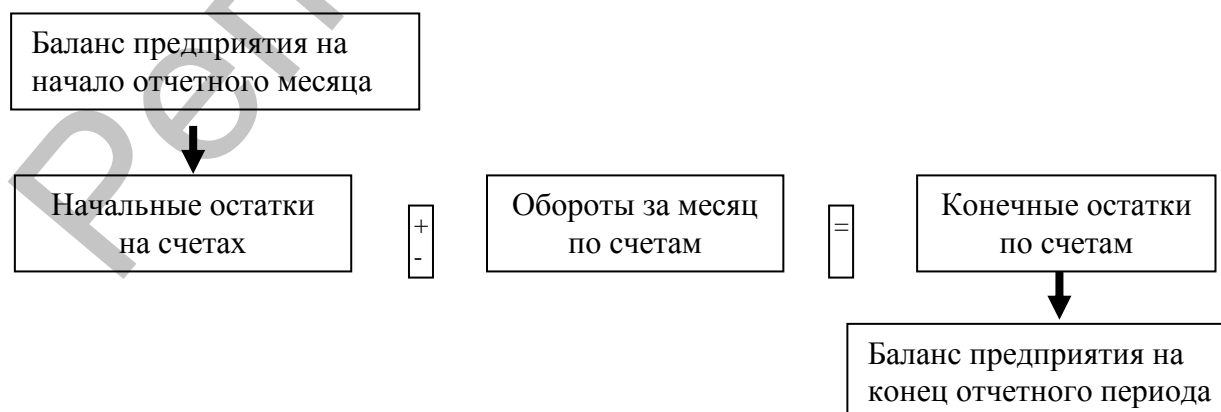 Баланс предприятия на
начало отчетного месяца
Начальные остатки
на счетах
+
-
Обороты за месяц
по счетам
=
Конечные остатки
по счетам
Баланс предприятия на
конец отчетного периода